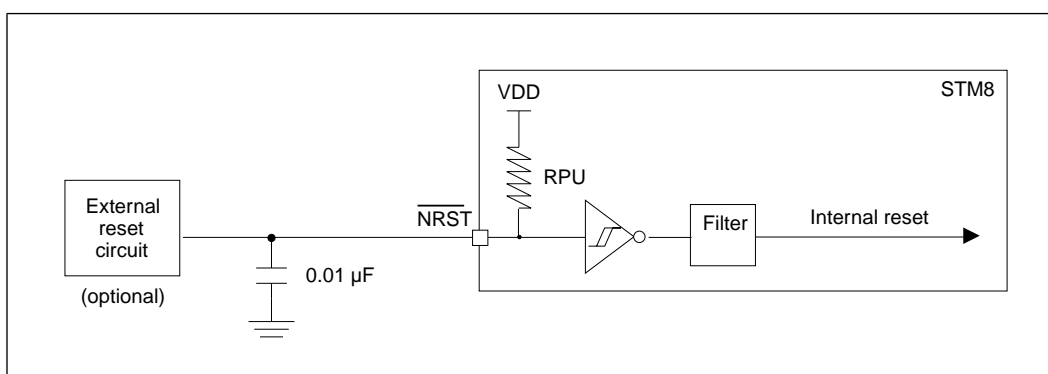 STM8
VDD
RPU
External
reset
circuit
(optional)
0.01 µF
NRST
Filter
Internal reset